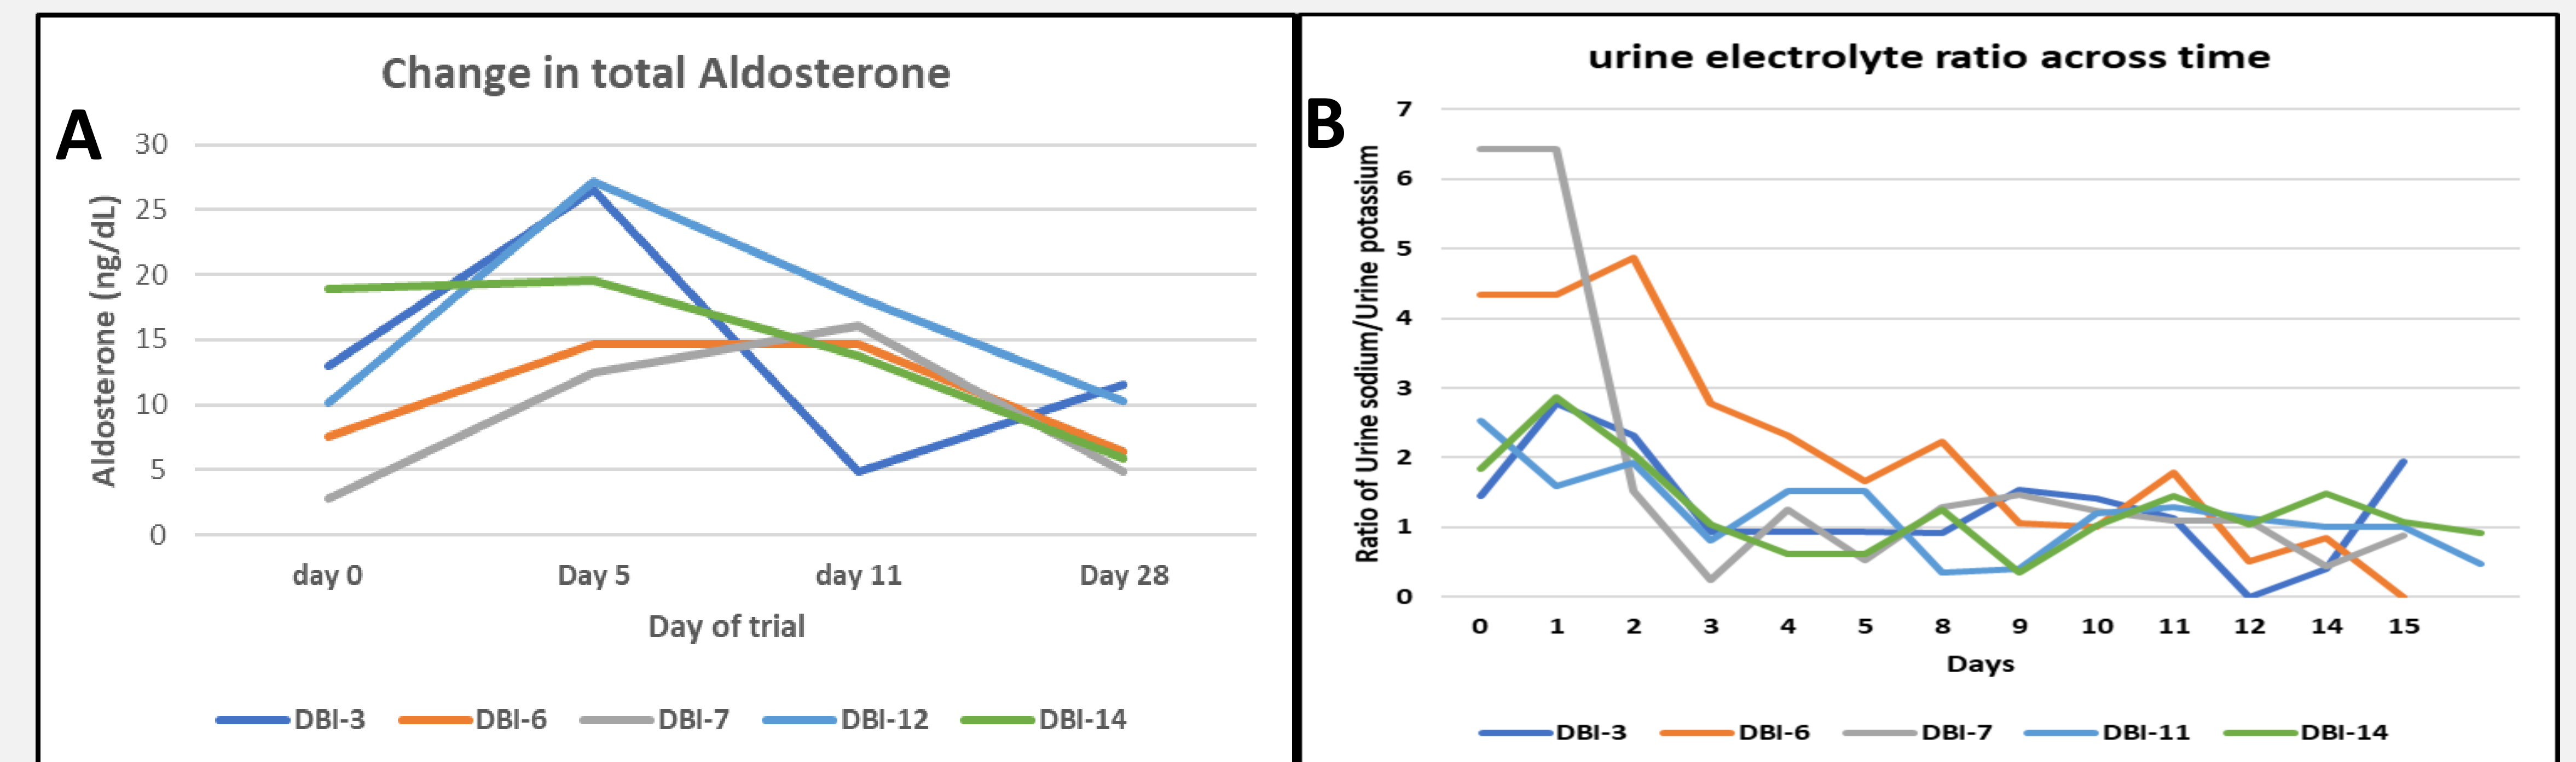 A
Change in total Aldosterone
Aldosterone (ng/dL)
30
25
20
15
10
5
0
day 0 Day 5 day 11 Day 28
Day of trial
DBI-3 DBI-6 DBI-7 DBI-12 DBI-14
B
urine electrolyte ratio across time
Ratio of Urine sodium/Urine potasium
7
6
5
4
3
2
1
0
0 1 2 3 4 5 8 9 10 11 12 14 15
Days
DBI-3 DBI-6 DBI-7 DBI-11 DBI-14